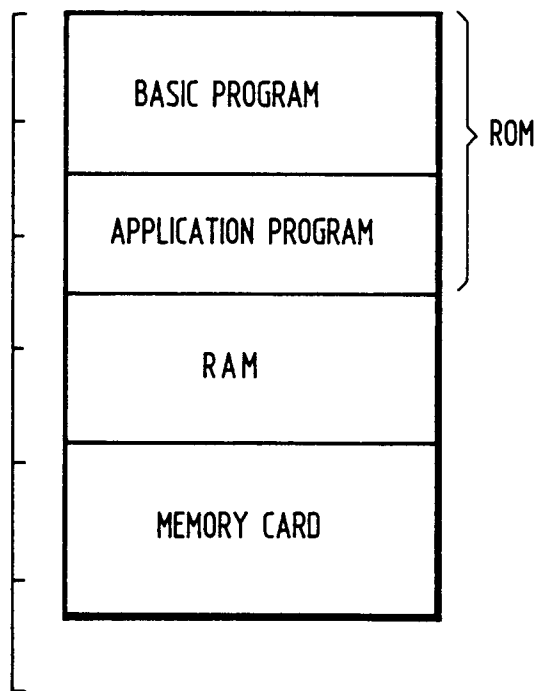 BASIC PROGRAM
ROM
APPLICATION PROGRAM
RAM
MEMORY CARD